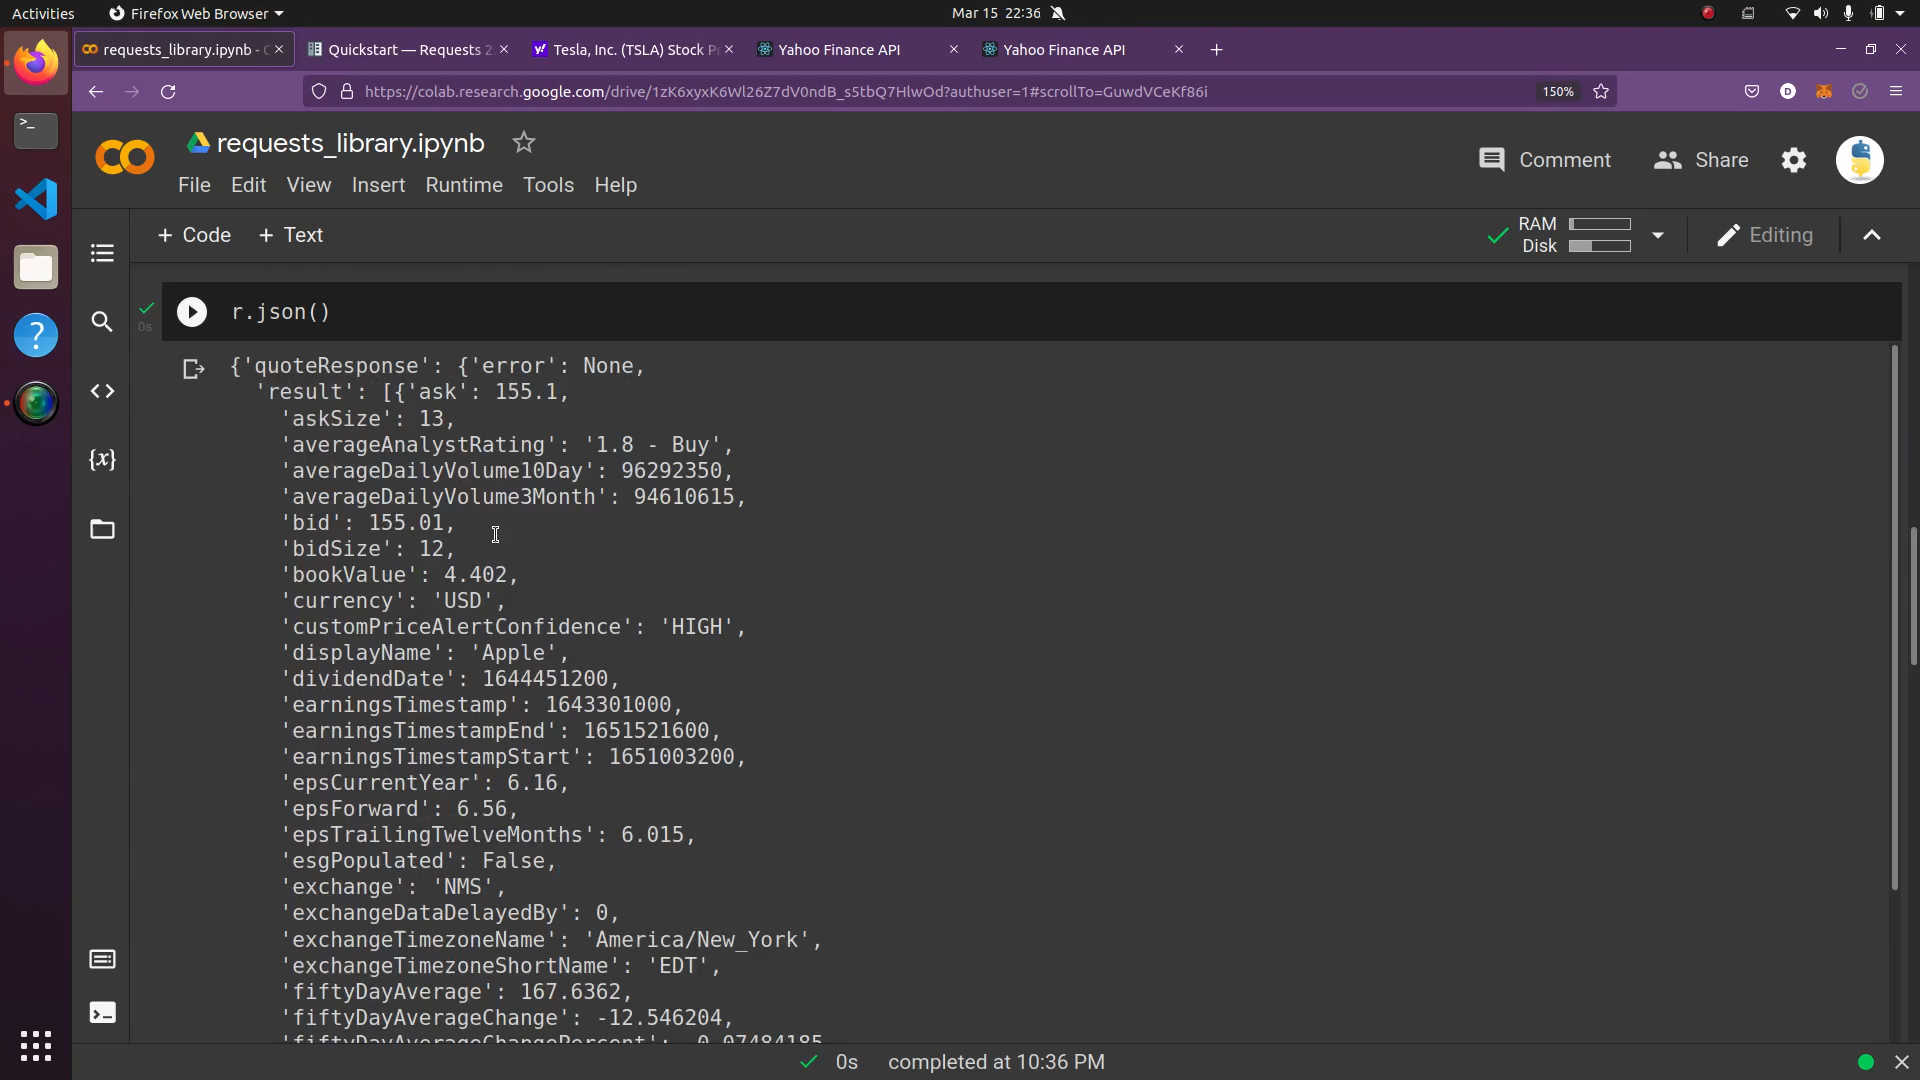 Activities
Firefox Web Browser
Mar 15 22:36
requests_library.ipynb - C
Quickstart — Requests 2.
Tesla, Inc. (TSLA) Stock Pr
Yahoo Finance API
Yahoo Finance API
https://colab.research.google.com/drive/1zK6xyxK6Wl26Z7dV0ndB_s5tbQ7HlwOd?authuser=1#scrollTo=GuwdVCeKf86i
150%
requests_library.ipynb
Comment
Share
File Edit View Insert Runtime Tools Help
+ Code + Text
RAM
Disk
Editing
r.json()
0s
{'quoteResponse': {'error': None,
'result': [{'ask': 155.1,
'askSize': 13,
'averageAnalystRating': '1.8 - Buy',
'averageDailyVolume10Day': 96292350,
'averageDailyVolume3Month': 94610615,
'bid': 155.01,
'bidSize': 12,
'bookValue': 4.402,
'currency': 'USD',
'customPriceAlertConfidence': 'HIGH',
'displayName': 'Apple',
'dividendDate': 1644451200,
'earningsTimestamp': 1643301000,
'earningsTimestampEnd': 1651521600,
'earningsTimestampStart': 1651003200,
'epsCurrentYear': 6.16,
'epsForward': 6.56,
'epsTrailingTwelveMonths': 6.015,
'esgPopulated': False,
'exchange': 'NMS',
'exchangeDataDelayedBy': 0,
'exchangeTimezoneName': 'America/New_York',
'exchangeTimezoneShortName': 'EDT',
'fiftyDayAverage': 167.6362,
'fiftyDayAverageChange': -12.546204,
'fiftyDayAverageChangePercent': -0.07484185
0s completed at 10:36 PM